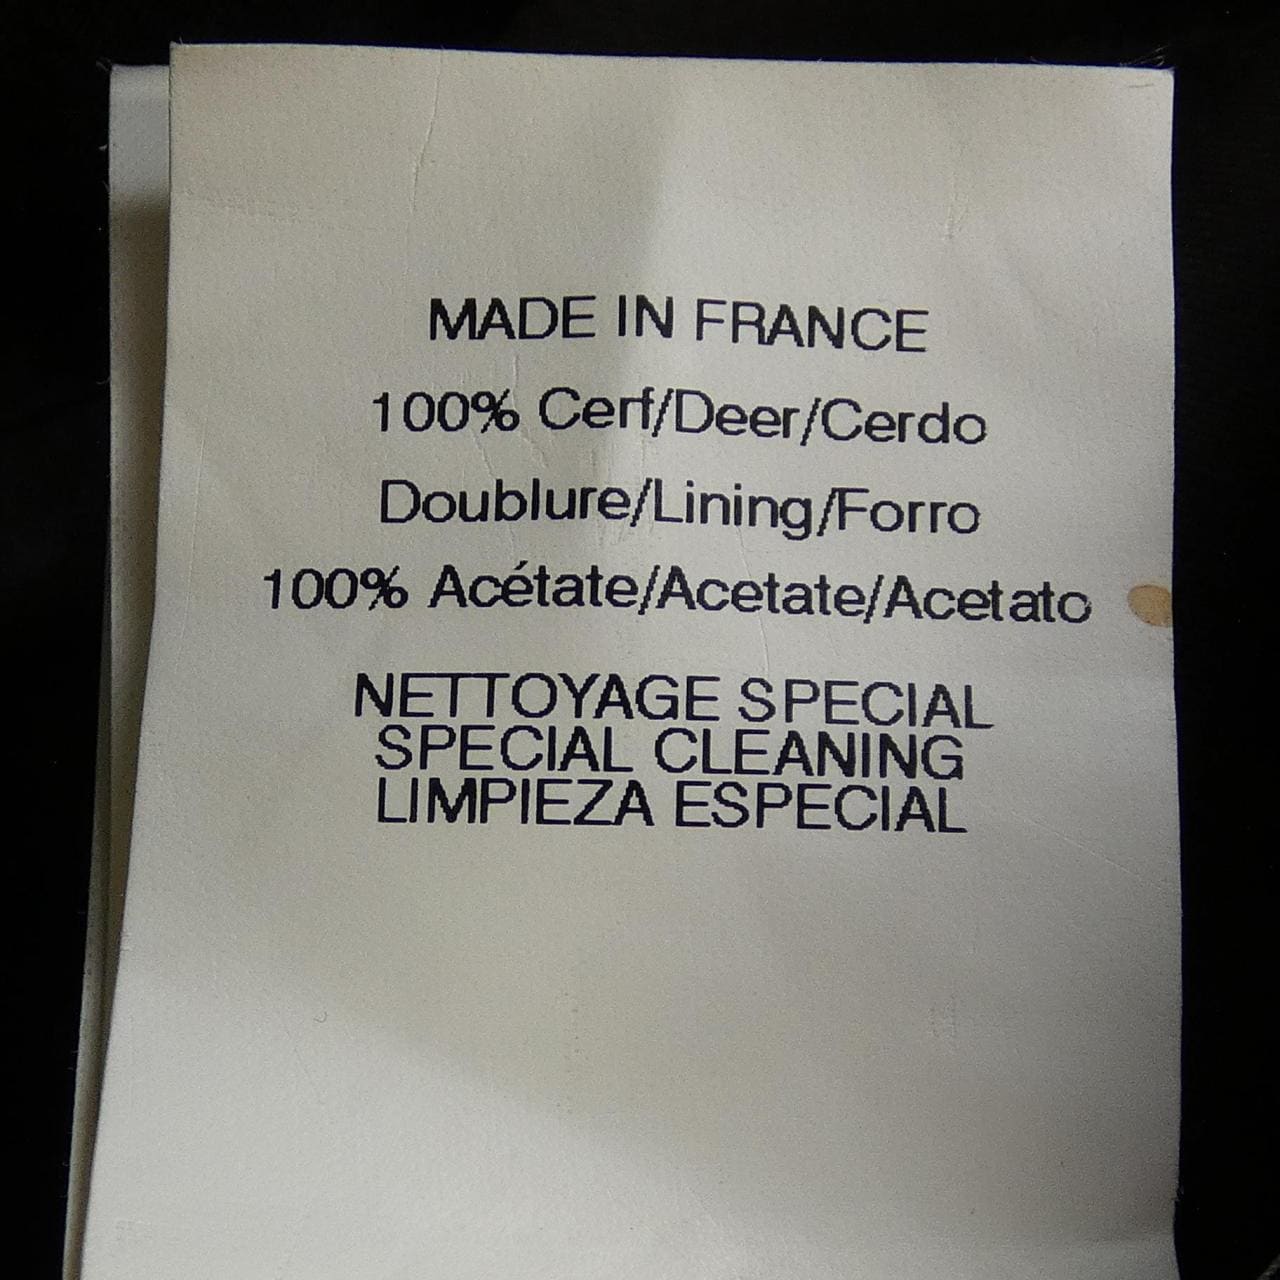 MADE IN FRANCE
100% Cerf/Deer/Cerdo
Doublure/Lining/Forro
100% Acétate/Acetate/Acetato
NETTOYAGE SPECIAL
SPECIAL CLEANING
LIMPIEZA ESPECIAL